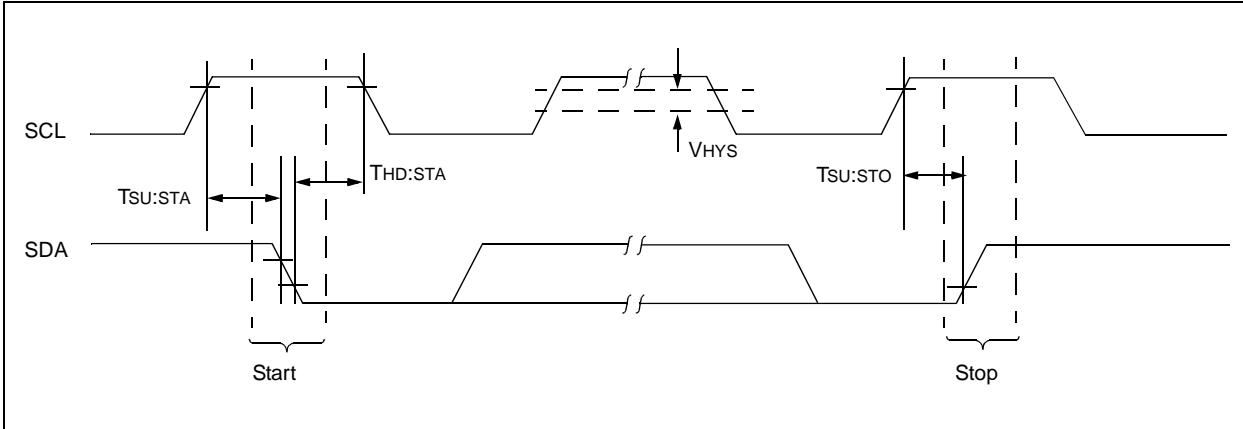 SCL
VHYS
THD:STA
TSU:STA
TSU:STO
SDA
Start
Stop